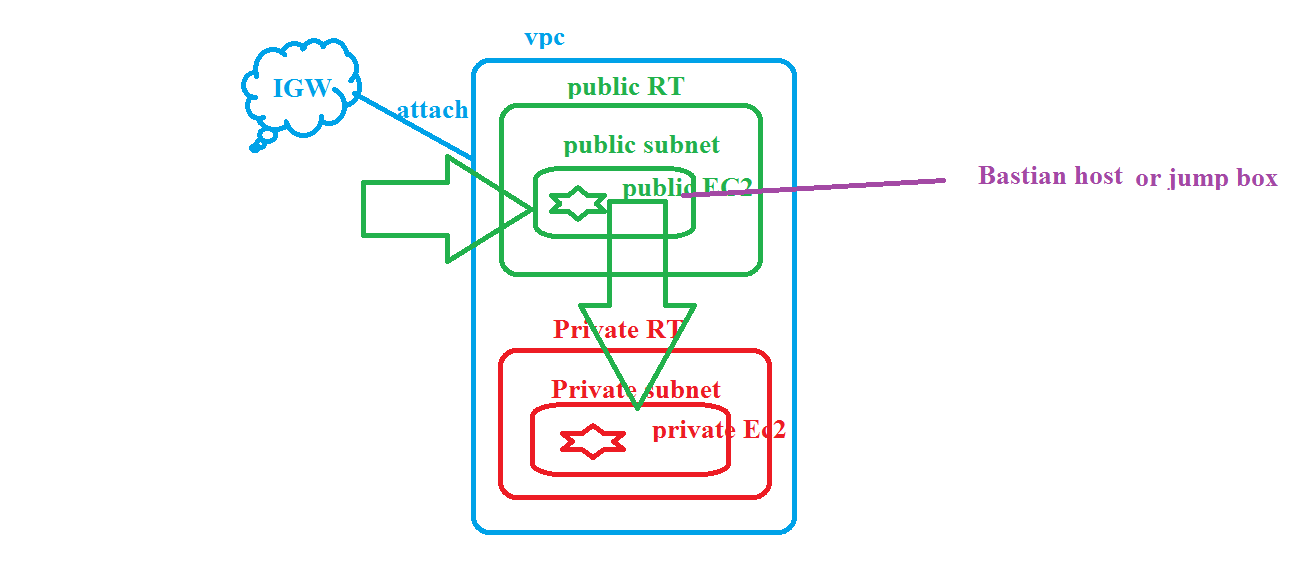 vpc
IGW
attach
public RT
public subnet
public EC2
Bastian host or jump box
Private RT
Private subnet
private Ec2